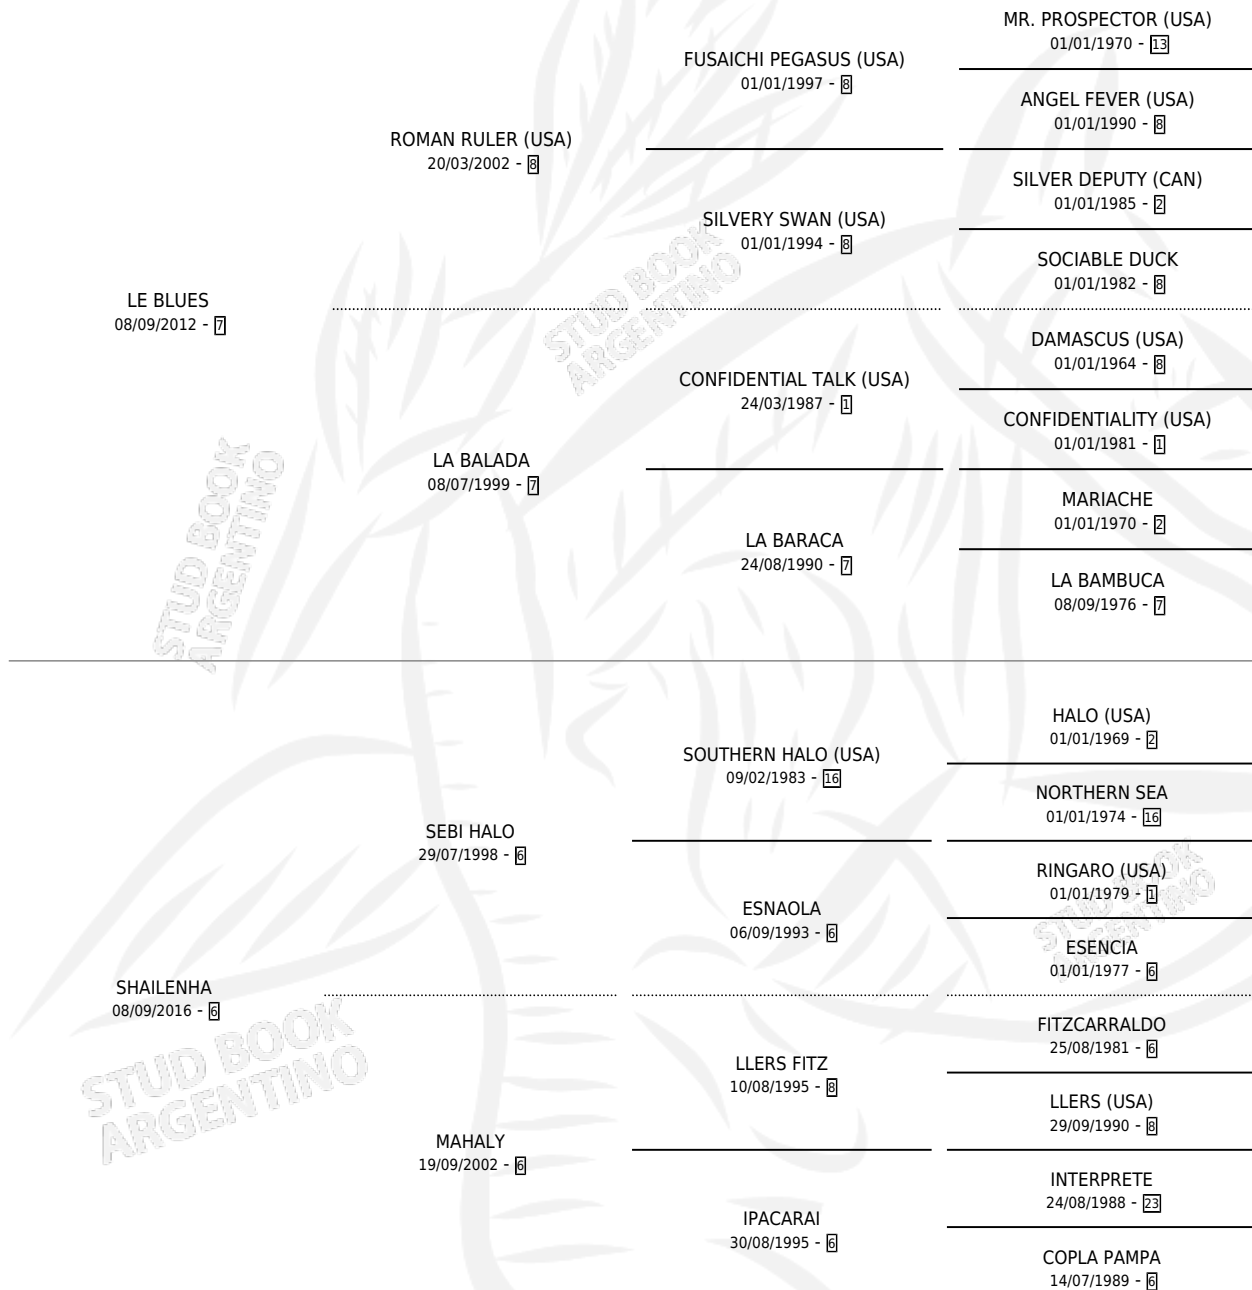 MR. PROSPECTOR (USA)
01/01/1970 - 13
FUSAICHI PEGASUS (USA)
01/01/1997 - 8
ANGEL FEVER (USA)
01/01/1990 - 8
ROMAN RULER (USA)
20/03/2002 - 8
SILVER DEPUTY (CAN)
01/01/1985 - 2
SILVERY SWAN (USA)
01/01/1994 - 8
SOCIABLE DUCK
01/01/1982 - 8
LE BLUES
08/09/2012 - 7
DAMASCUS (USA)
01/01/1964 - 8
CONFIDENTIAL TALK (USA)
24/03/1987 - 1
CONFIDENTIALITY (USA)
01/01/1981 - 1
LA BALADA
08/07/1999 - 7
MARIACHE
01/01/1970 - 2
LA BARACA
24/08/1990 - 7
LA BAMBUCA
08/09/1976 - 7
HALO (USA)
01/01/1969 - 2
SOUTHERN HALO (USA)
09/02/1983 - 16
NORTHERN SEA
01/01/1974 - 16
SEBI HALO
29/07/1998 - 6
RINGARO (USA)
01/01/1979 - 1
ESNAOLA
06/09/1993 - 6
ESENCIA
01/01/1977 - 6
SHAILENHA
08/09/2016 - 6
FITZCARRALDO
25/08/1981 - 6
LLERS FITZ
10/08/1995 - 8
LLERS (USA)
29/09/1990 - 8
MAHALY
19/09/2002 - 6
INTERPRETE
24/08/1988 - 23
IPACARAI
30/08/1995 - 6
COPLA PAMPA
14/07/1989 - 6
STUD BOOK
ARGENTINO
STUD BOOK
ARGENTINO
STUD BOOK
ARGENTINO
STUD BOOK
ARGENTINO